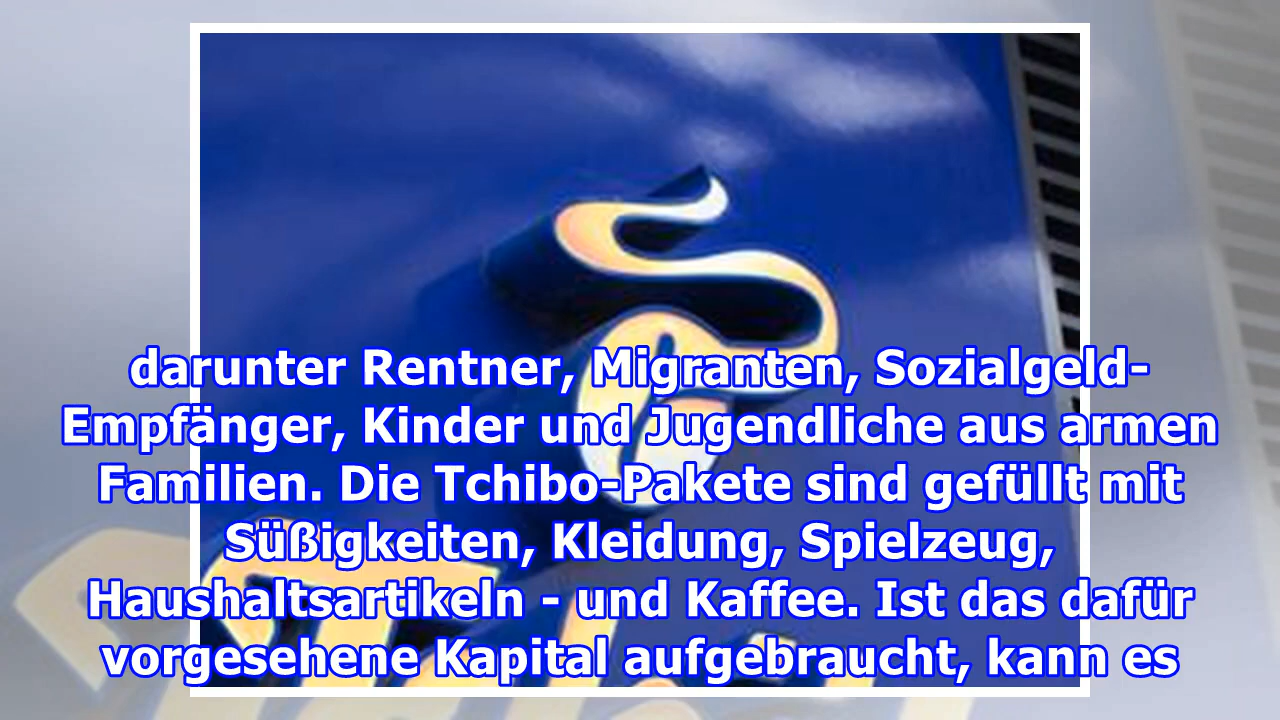 darunter Rentner, Migranten, Sozialgeld-
Empfänger, Kinder und Jugendliche aus armen
Familien. Die Tchibo-Pakete sind gefüllt mit
Süßigkeiten, Kleidung, Spielzeug,
Haushaltsartikeln - und Kaffee. Ist das dafür
vorgesehene Kapital aufgebraucht, kann es